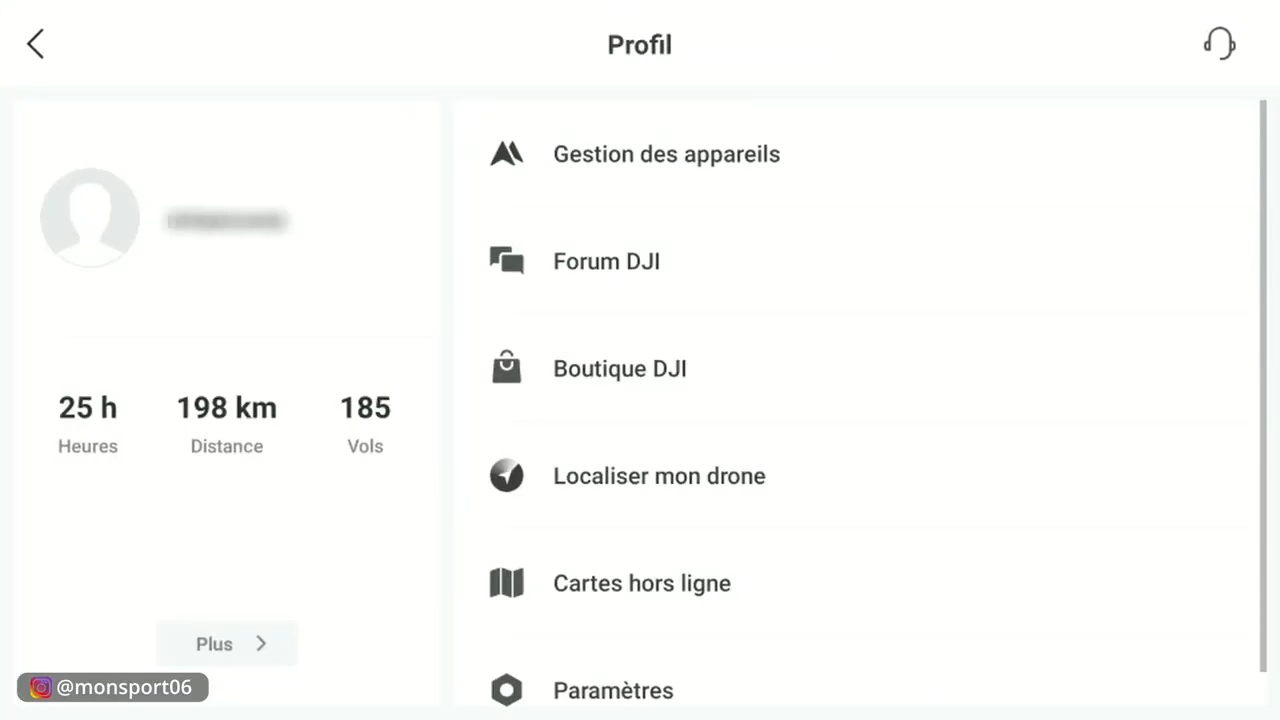 Profil
25 h
198 km
185
Heures
Distance
Vols
Plus
@monsport06
Gestion des appareils
Forum DJI
Boutique DJI
Localiser mon drone
Cartes hors ligne
Paramètres